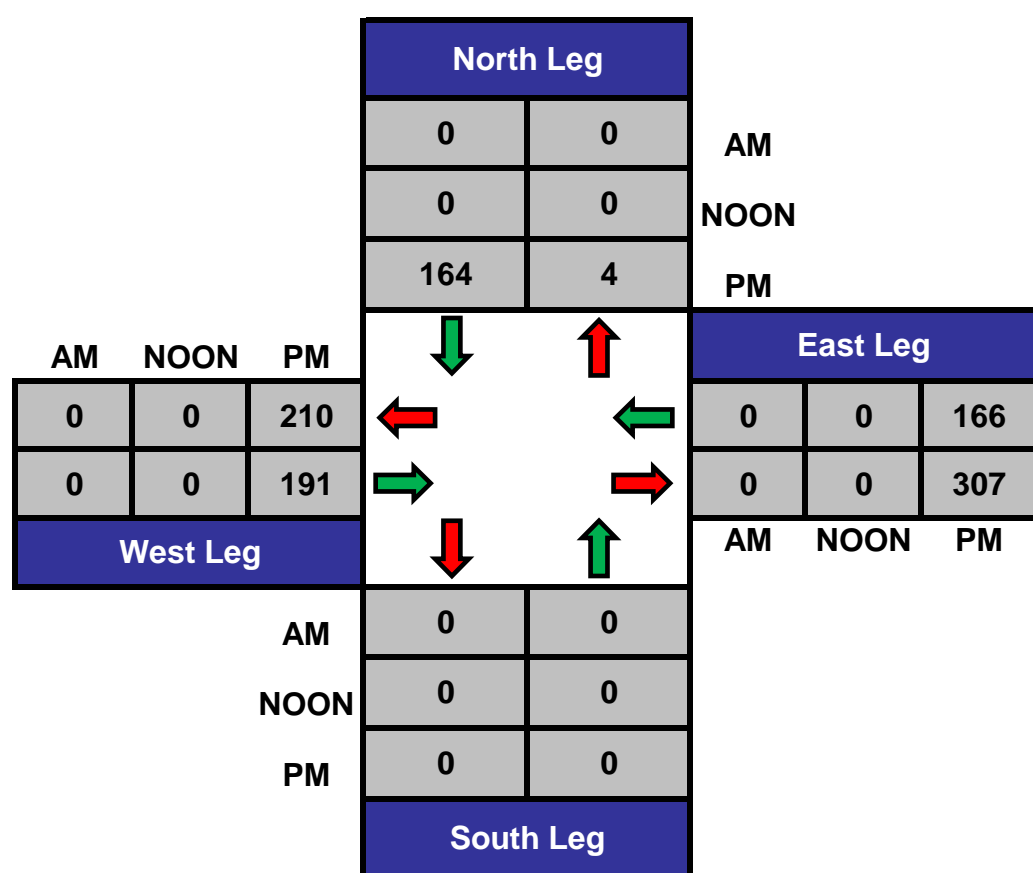 North Leg
0 0 AM
0 0 NOON
164 4 PM
East Leg
AM NOON PM
0 0 210 0 0 166
0 0 191 0 0 307
West Leg AM NOON PM
AM 0 0
NOON 0 0
PM 0 0
South Leg